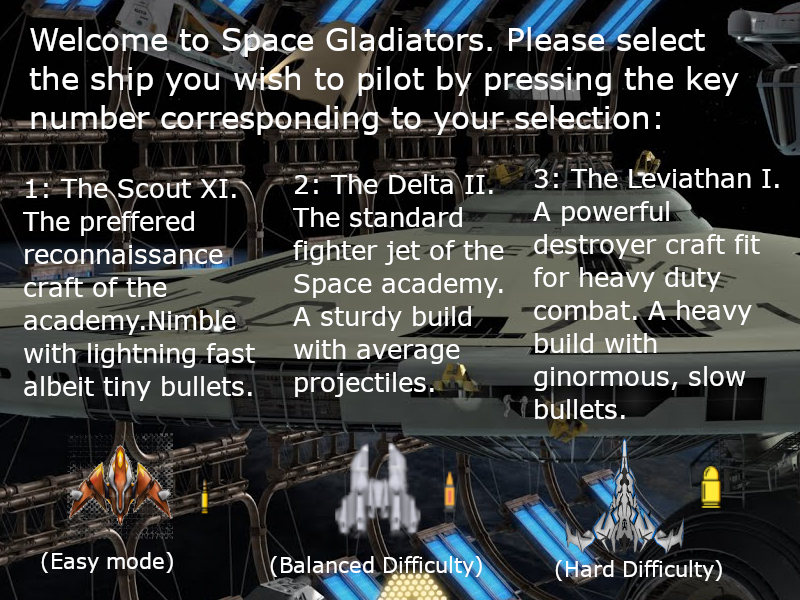 Welcome to Space Gladiators. Please select
the ship you wish to pilot by pressing the key
number corresponding to your selection:
1: The Scout XI.
The preffered
reconnaissance
craft of the
academy.Nimble
with lightning fast
albeit tiny bullets.
2: The Delta II.
The standard
fighter jet of the
Space academy.
A sturdy build
with average
projectiles.
3: The Leviathan I.
A powerful
destroyer craft fit
for heavy duty
combat. A heavy
build with
ginormous, slow
bullets.
(Easy mode)
(Balanced Difficulty)
(Hard Difficulty)